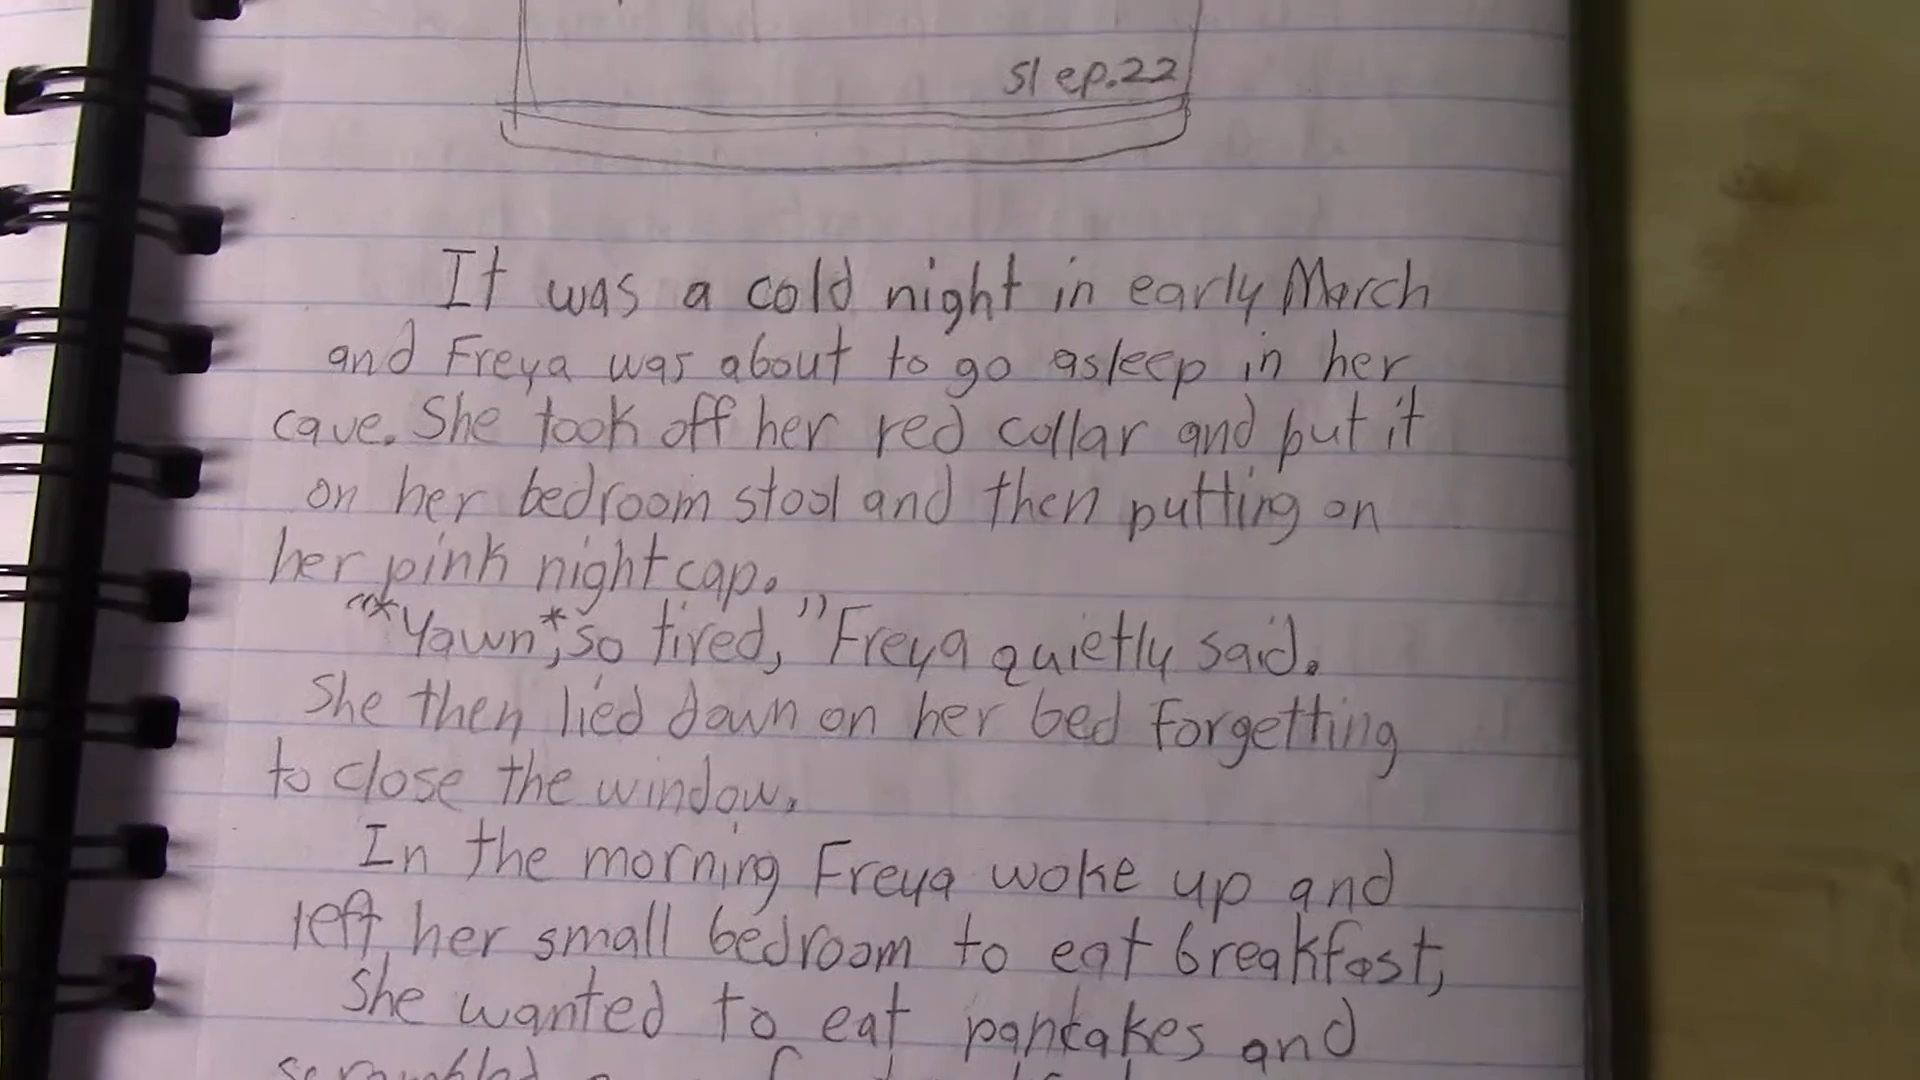 S1 ep.22
It was a cold night in early March
and Freya was about to go asleep in her
cave. She took off her red collar and put it
on her bedroom stool and then putting on
her pink nightcap.
"*Yawn*, so tired," Freya quietly said.
She then lied down on her bed forgetting
to close the window.
In the morning Freya woke up and
left her small bedroom to eat breakfast,
She wanted to eat pancakes and
scrambled